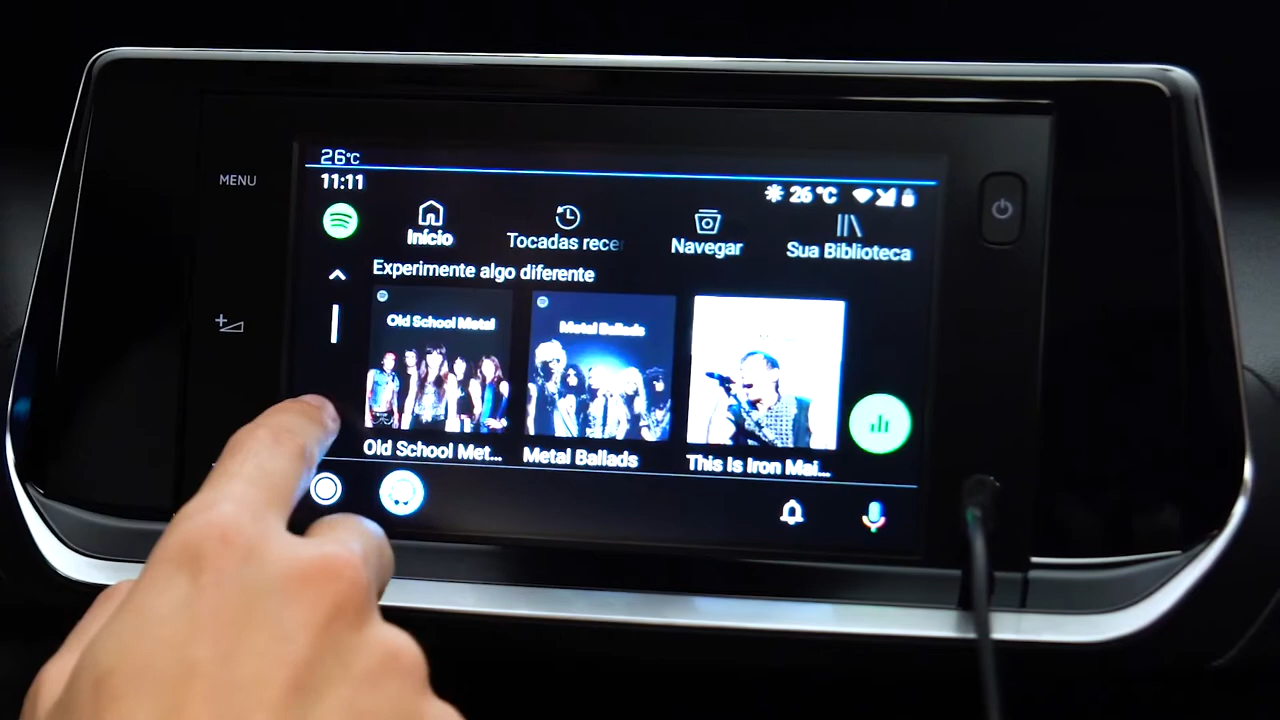 26°C
MENU
11:11
26 °C
Início
Tocadas rece
Navegar
Sua Biblioteca
Experimente algo diferente
Old School Metal
Metal Ballads
Old School Met...
Metal Ballads
This Is Iron Mai...